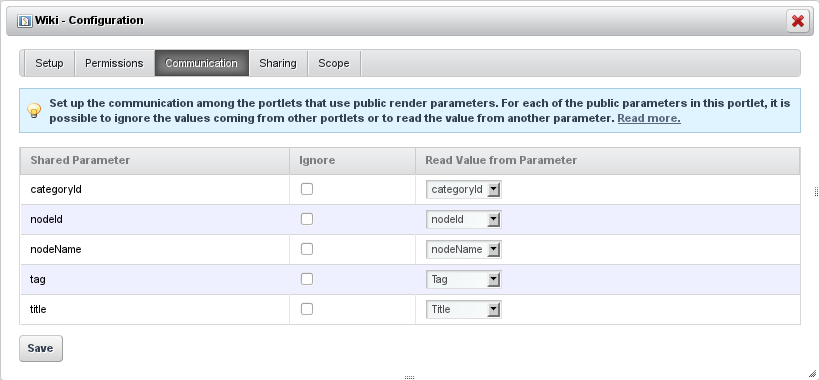 Wiki - Configuration
Setup Permissions Communication Sharing Scope
Set up the communication among the portlets that use public render parameters. For each of the public parameters in this portlet, it is
possible to ignore the values coming from other portlets or to read the value from another parameter. Read more.
Shared Parameter Ignore Read Value from Parameter
categoryId categoryId
nodeId nodeId
nodeName nodeName
tag Tag
title Title
Save